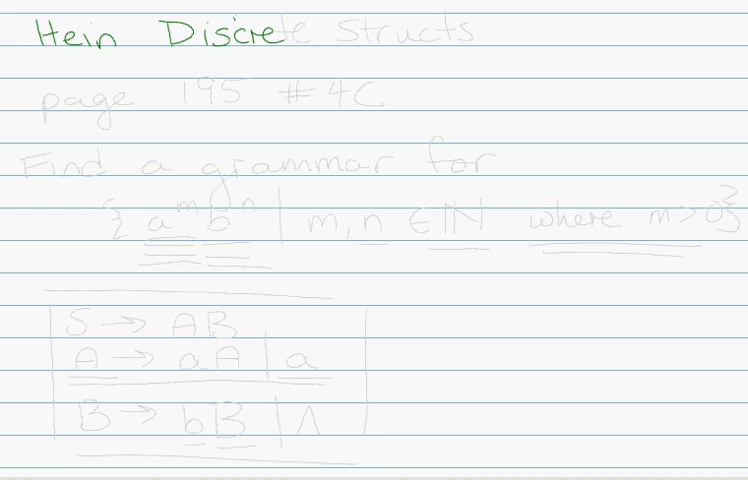 Hein Discrete Structs
page 195 #4C
Find a grammar for
{ a^m b^n | m, n ∈ ℕ where m > 0 }
S → AB
A → aA | a
B → bB | Λ